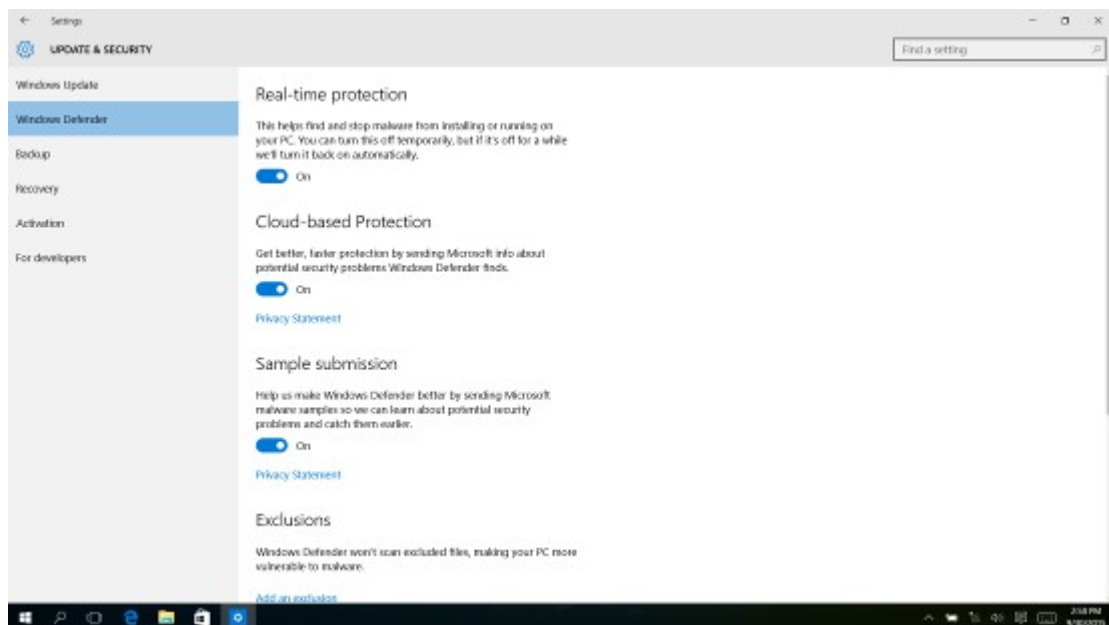 Settings
UPDATE & SECURITY
Find a setting
Windows Update
Windows Defender
Backup
Recovery
Activation
For developers
Real-time protection
This helps find and stop malware from installing or running on
your PC. You can turn this off temporarily, but if it's off for a while
we'll turn it back on automatically.
On
Cloud-based Protection
Get better, faster protection by sending Microsoft info about
potential security problems Windows Defender finds.
On
Privacy Statement
Sample submission
Help us make Windows Defender better by sending Microsoft
malware samples so we can learn about potential security
problems and catch them earlier.
On
Privacy Statement
Exclusions
Windows Defender won't scan excluded files, making your PC more
vulnerable to malware.
Add an exclusion
2:58 PM